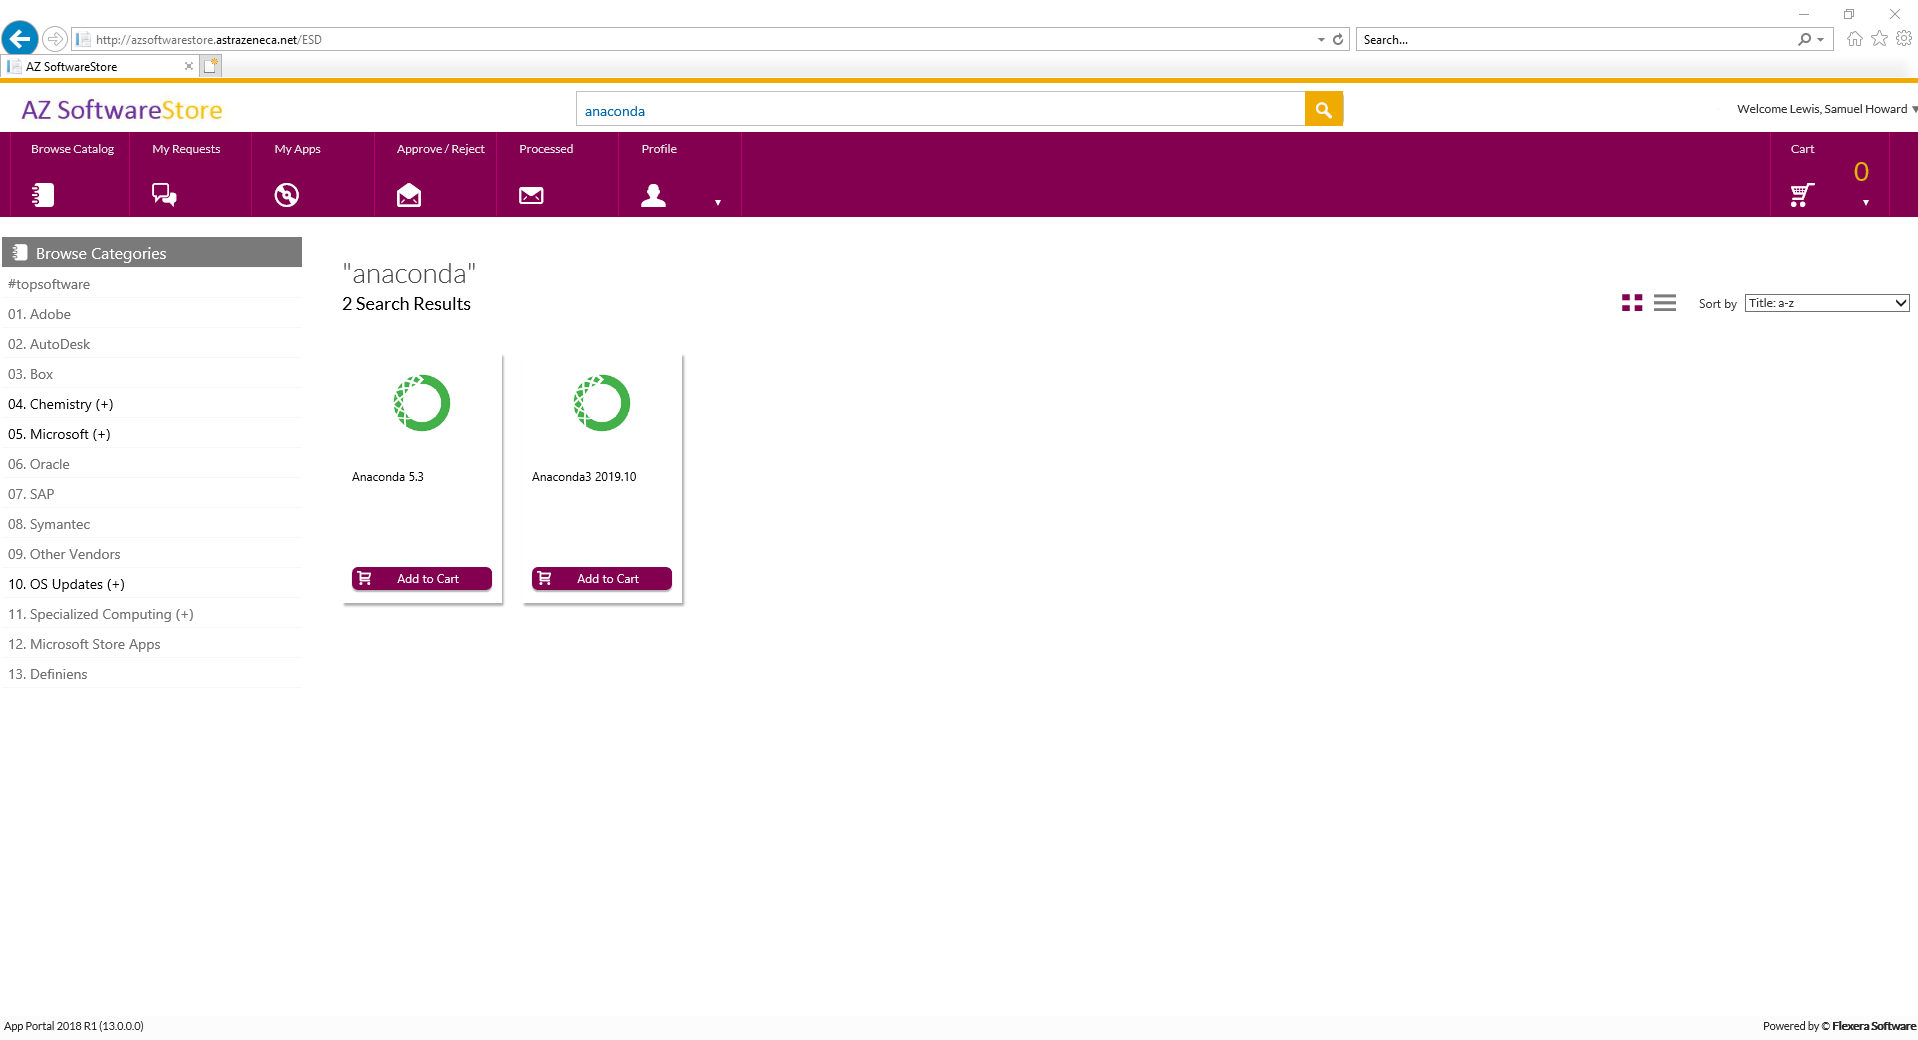 http://azsoftwarestore.astrazeneca.net/ESD
Search...
AZ SoftwareStore
AZ SoftwareStore
anaconda
Welcome Lewis, Samuel Howard
Browse Catalog
My Requests
My Apps
Approve / Reject
Processed
Profile
Cart
0
Browse Categories
#topsoftware
01. Adobe
02. AutoDesk
03. Box
04. Chemistry (+)
05. Microsoft (+)
06. Oracle
07. SAP
08. Symantec
09. Other Vendors
10. OS Updates (+)
11. Specialized Computing (+)
12. Microsoft Store Apps
13. Definiens
"anaconda"
2 Search Results
Sort by
Title: a-z
Anaconda 5.3
Anaconda3 2019.10
Add to Cart
Add to Cart
App Portal 2018 R1 (13.0.0.0)
Powered by © Flexera Software